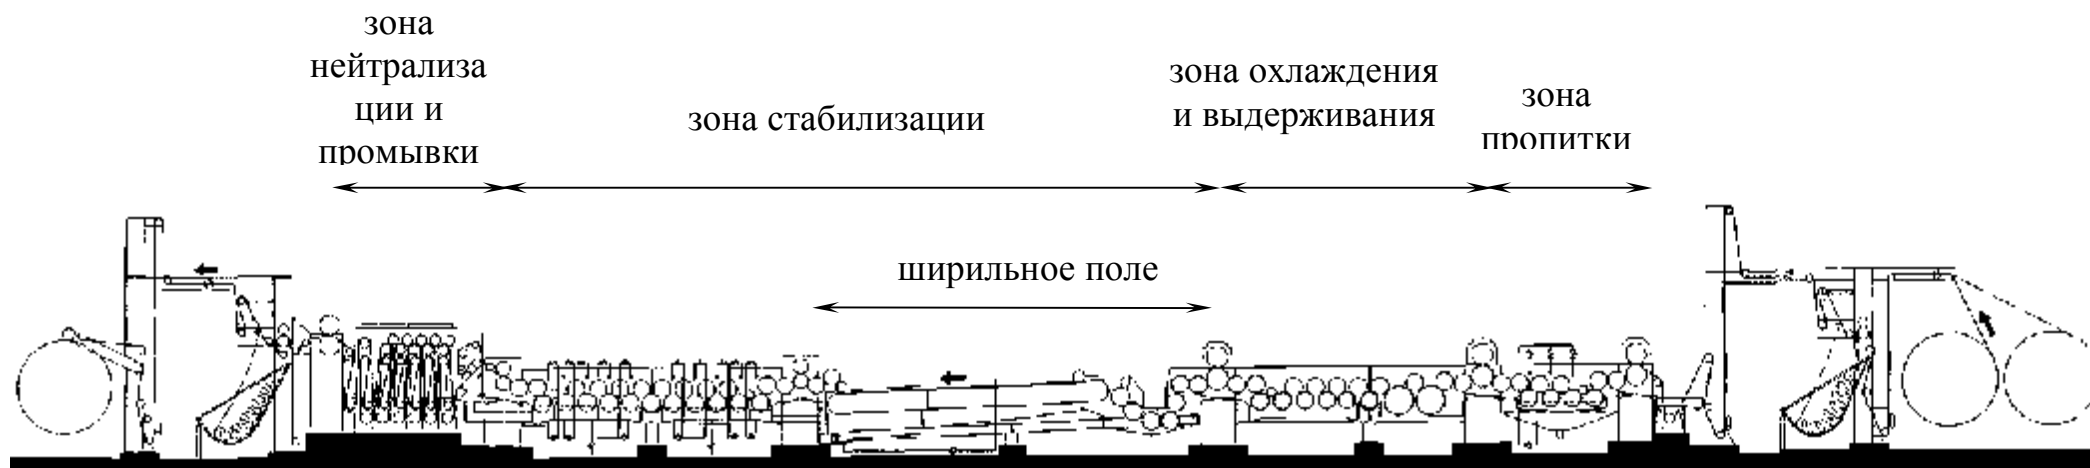 зона
нейтрализа
ции и
промывки
зона стабилизации
зона охлаждения
и выдерживания
зона
пропитки
ширильное поле